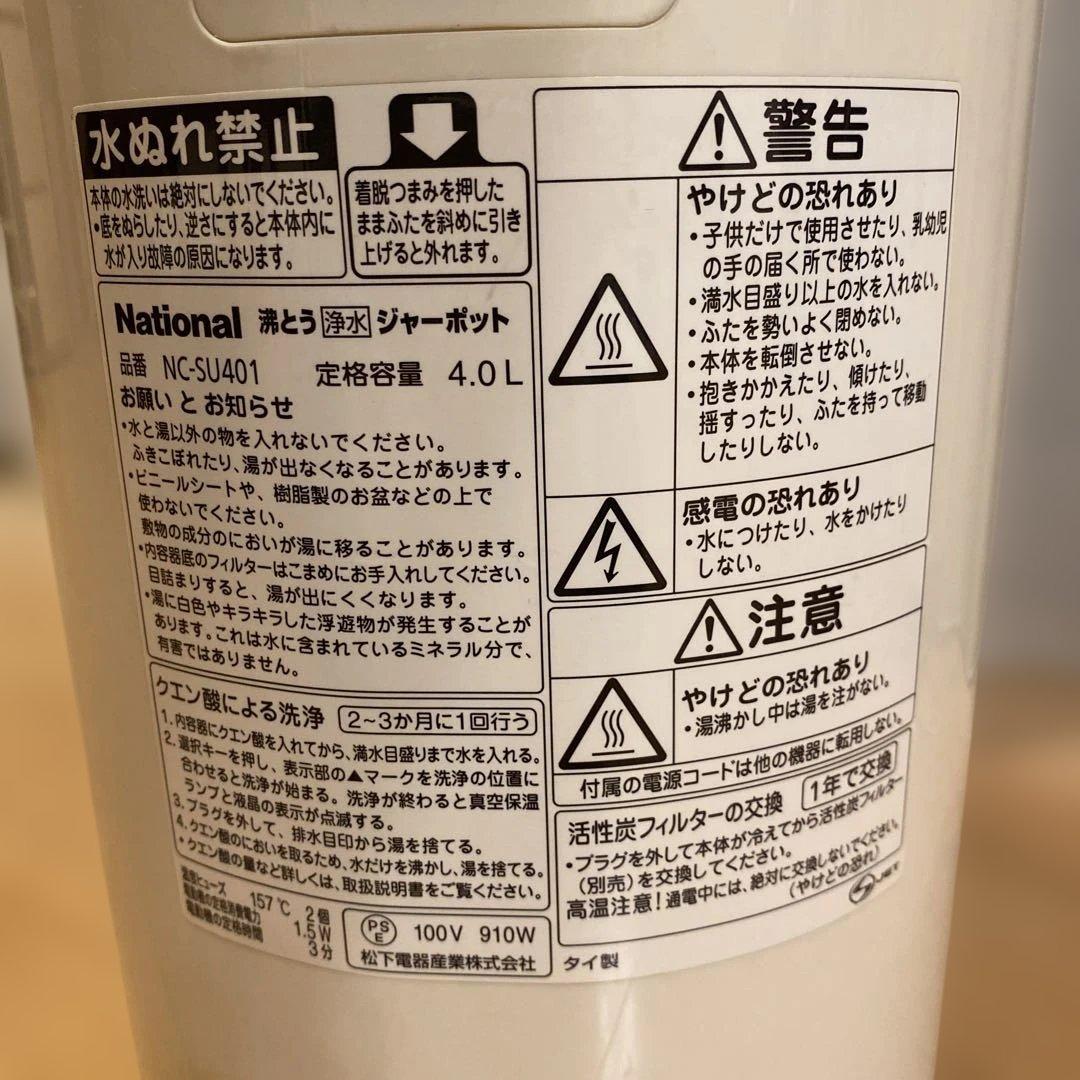 水ぬれ禁止
本体の水洗いは絶対にしないでください。
・底をぬらしたり、逆さにすると本体内に
水が入り故障の原因になります。
着脱つまみを押した
ままふたを斜めに引き
上げると外れます。
National 沸とう 浄水 ジャーポット
品番 NC-SU401 定格容量 4.0L
お願いとお知らせ
・水と湯以外の物を入れないでください。
ふきこぼれたり、湯が出なくなることがあります。
・ビニールシートや、樹脂製のお盆などの上で
使わないでください。
敷物の成分のにおいが湯に移ることがあります。
・内容器底のフィルターはこまめにお手入れしてください。
目詰まりすると、湯が出にくくなります。
・湯に白色やキラキラした浮遊物が発生することが
あります。これは水に含まれているミネラル分で、
有害ではありません。
クエン酸による洗浄 2~3か月に1回行う
1. 内容器にクエン酸を入れてから、満水目盛りまで水を入れる。
2. 選択キーを押し、表示部の▲マークを洗浄の位置に
合わせると洗浄が始まる。洗浄が終わると真空保温
ランプと液晶の表示が点滅する。
3. プラグを外して、排水目印から湯を捨てる。
4. クエン酸のにおいを取るため、水だけを沸かし、湯を捨てる。
・クエン酸の量など詳しくは、取扱説明書をご覧ください。
温度ヒューズ 157℃ 2個
電動機の定格消費電力 1.5W
電動機の定格時間 3分
PSE 100V 910W
松下電器産業株式会社
警告
やけどの恐れあり
・子供だけで使用させたり、乳幼児
の手の届く所で使わない。
・満水目盛り以上の水を入れない。
・ふたを勢いよく閉めない。
・本体を転倒させない。
・抱きかかえたり、傾けたり、
揺すったり、ふたを持って移動
したりしない。
感電の恐れあり
・水につけたり、水をかけたり
しない。
注意
やけどの恐れあり
・湯沸かし中は湯を注がない。
付属の電源コードは他の機器に転用しない。
活性炭フィルターの交換 1年で交換
・プラグを外して本体が冷えてから活性炭フィルター
(別売)を交換してください。
高温注意!通電中には、絶対に交換しないでください。
(やけどの恐れ)
JET
タイ製